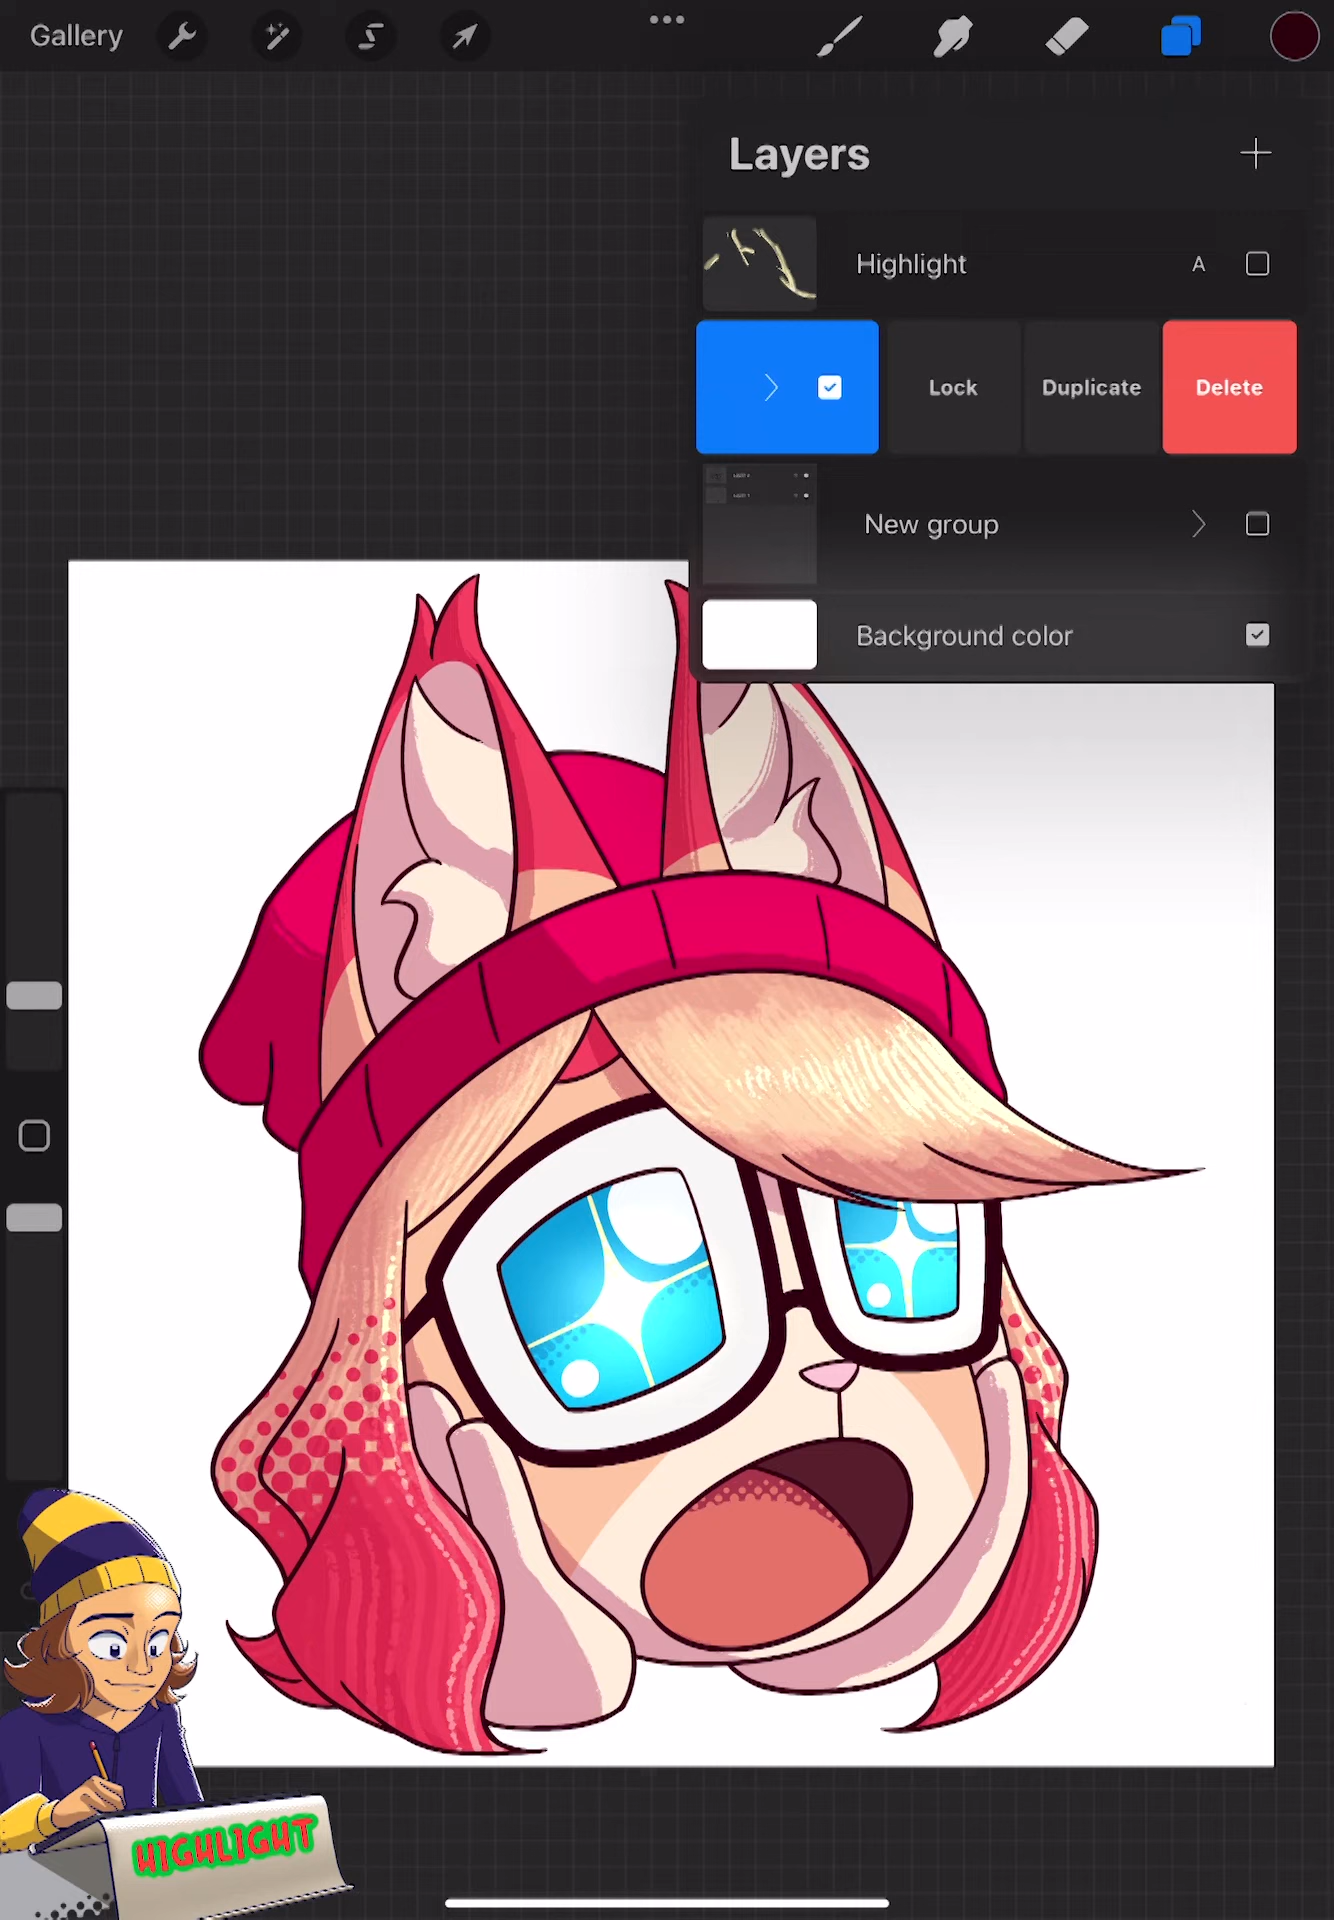 Gallery
Layers
Highlight A
Lock Duplicate Delete
New group
Background color
HIGHLIGHT